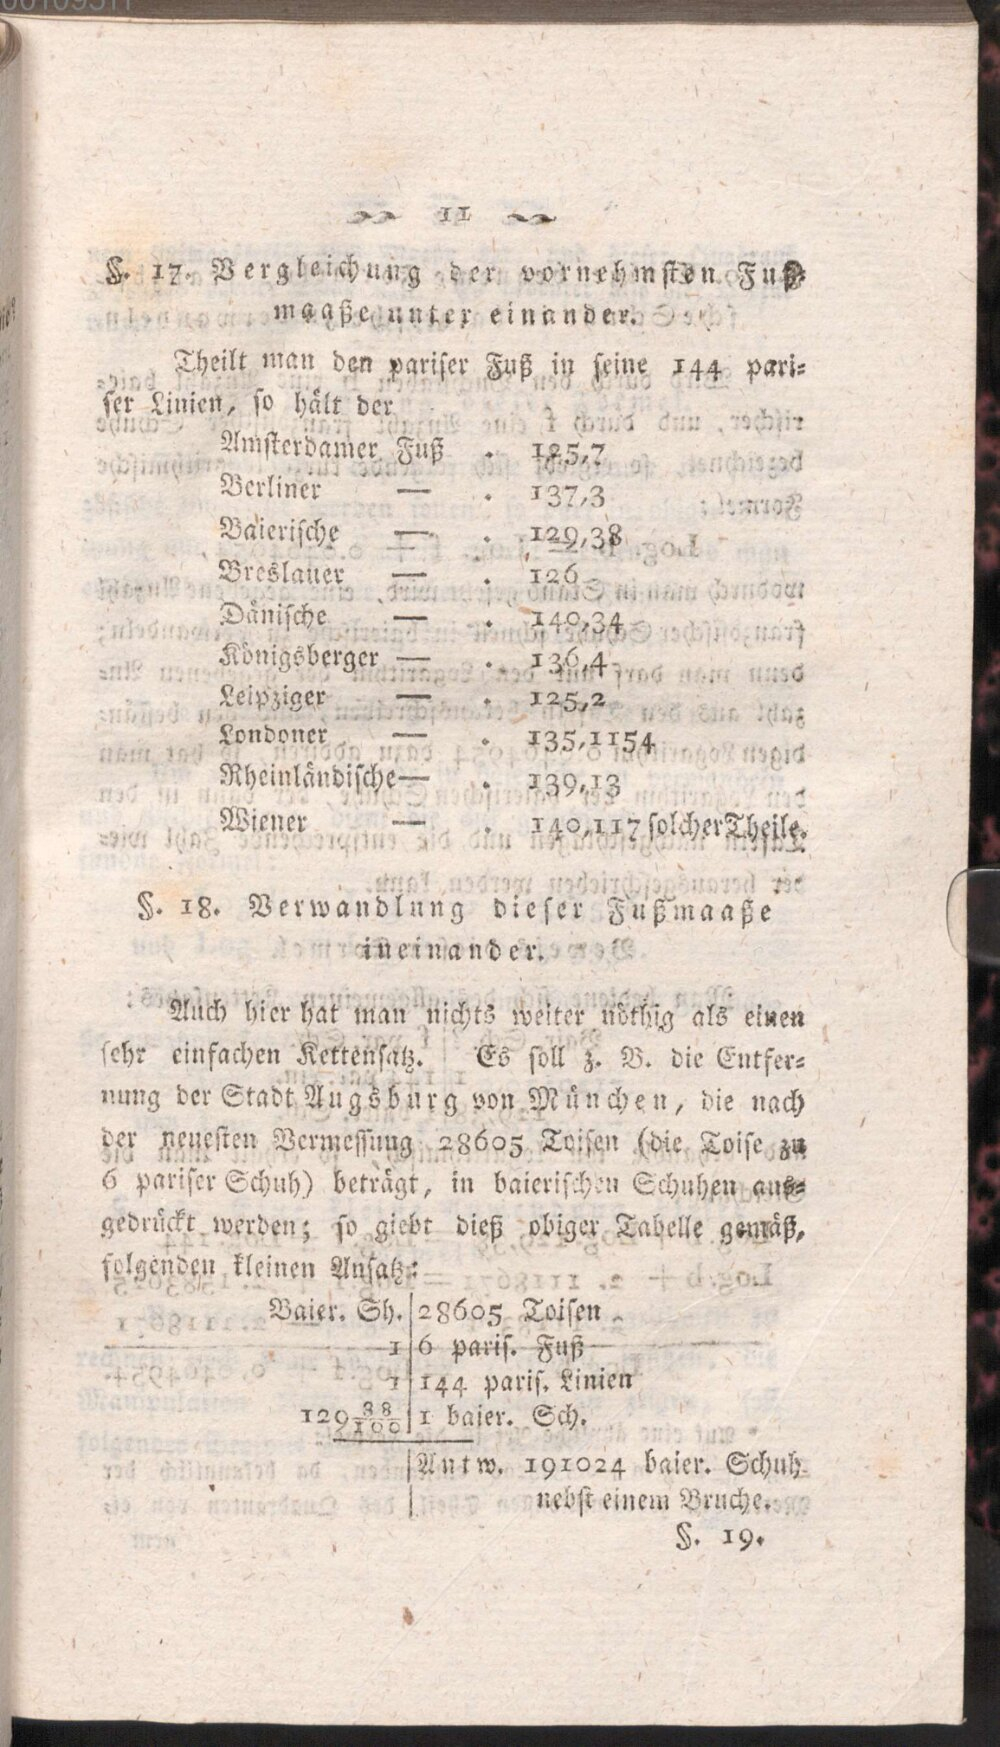 11
§. 17. Vergleichung der vornehmsten Fuß-
maaße unter einander.
Theilt man den pariser Fuß in seine 144 pari-
ser Linien, so hält der
Amsterdamer Fuß . 125,7
Berliner — . 137,3
Baierische — . 129,38
Breslauer — . 126
Dänische — . 140,34
Königsberger — . 136,4
Leipziger — . 125,2
Londoner — . 135,1154
Rheinländische — . 139,13
Wiener — . 140,117 solcher Theile.
§. 18. Verwandlung dieser Fußmaaße
ineinander.
Auch hier hat man nichts weiter nöthig als einen
sehr einfachen Kettensatz. Es soll z. B. die Entfer-
nung der Stadt Augsburg von München, die nach
der neuesten Vermessung 28605 Toisen (die Toise zu
6 pariser Schuh) beträgt, in baierischen Schuhen aus-
gedrückt werden; so giebt dieß obiger Tabelle gemäß,
folgenden kleinen Ansatz:
Baier. Sh. | 28605 Toisen
1 | 6 paris. Fuß
1 | 144 paris. Linien
129 38/100 | 1 baier. Sch.
| Antw. 191024 baier. Schuh
| nebst einem Bruche.
§. 19.